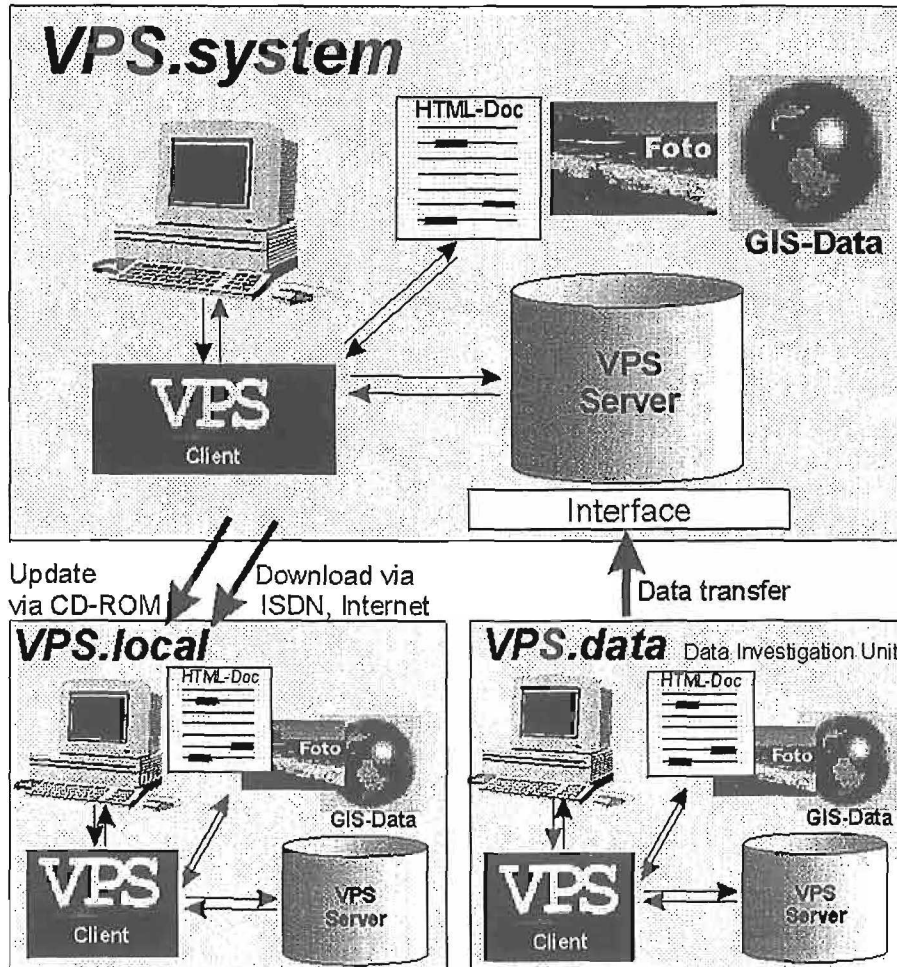 VPS.system
HTML-Doc
Foto
GIS-Data
VPS
Client
VPS
Server
Interface
Update
via CD-ROM
Download via
ISDN, Internet
Data transfer
VPS.local
HTML-Doc
Foto
GIS-Data
VPS
Client
VPS
Server
VPS.data Data Investigation Unit
HTML-Doc
Foto
GIS-Data
VPS
Client
VPS
Server